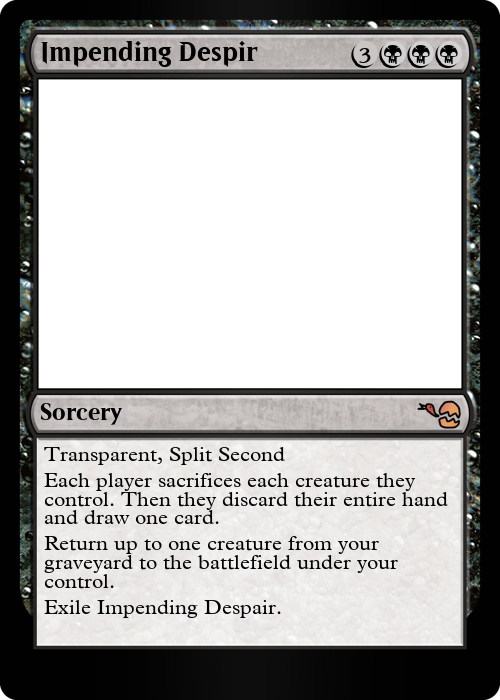 Impending Despir 3
Sorcery
Transparent, Split Second
Each player sacrifices each creature they
control. Then they discard their entire hand
and draw one card.
Return up to one creature from your
graveyard to the battlefield under your
control.
Exile Impending Despair.